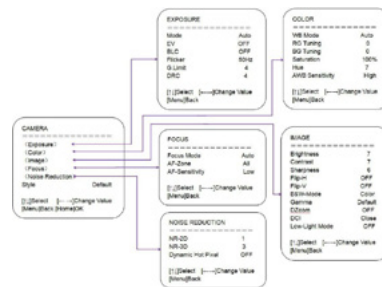 EXPOSURE
Mode Auto
EV OFF
BLC OFF
Flicker 50Hz
G.Limit 4
DRC 4
[↑↓]Select [←→]Change Value
[Menu]Back
COLOR
WB Mode Auto
RG Tuning 0
BG Tuning 0
Saturation 100%
Hue 7
AWB Sensitivity High
[↑↓]Select [←→]Change Value
[Menu]Back
CAMERA
(Exposure)
(Color)
(Image)
(Focus)
(Noise Reduction)
Style Default
[↑↓]Select [←→]Change Value
[Menu]Back [Home]OK
FOCUS
Focus Mode Auto
AF-Zone All
AF-Sensitivity Low
[↑↓]Select [←→]Change Value
[Menu]Back
IMAGE
Brightness 7
Contrast 7
Sharpness 6
Flip-H OFF
Flip-V OFF
B&W-Mode Color
Gamma Default
DZoom OFF
DCI Close
Low-Light Mode OFF
[↑↓]Select [←→]Change Value
[Menu]Back
NOISE REDUCTION
NR-2D 1
NR-3D 3
Dynamic Hot Pixel OFF
[↑↓]Select [←→]Change Value
[Menu]Back